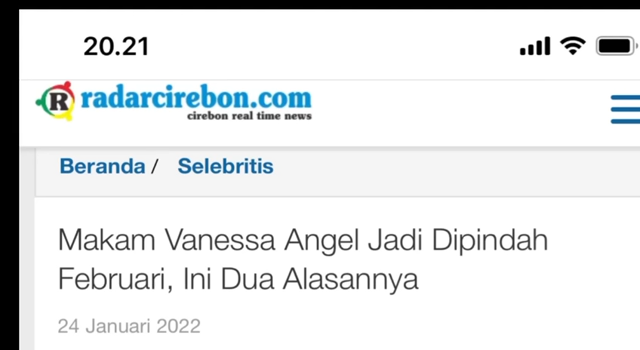 20.21
R radarcirebon.com
cirebon real time news
Beranda / Selebritis
Makam Vanessa Angel Jadi Dipindah
Februari, Ini Dua Alasannya
24 Januari 2022